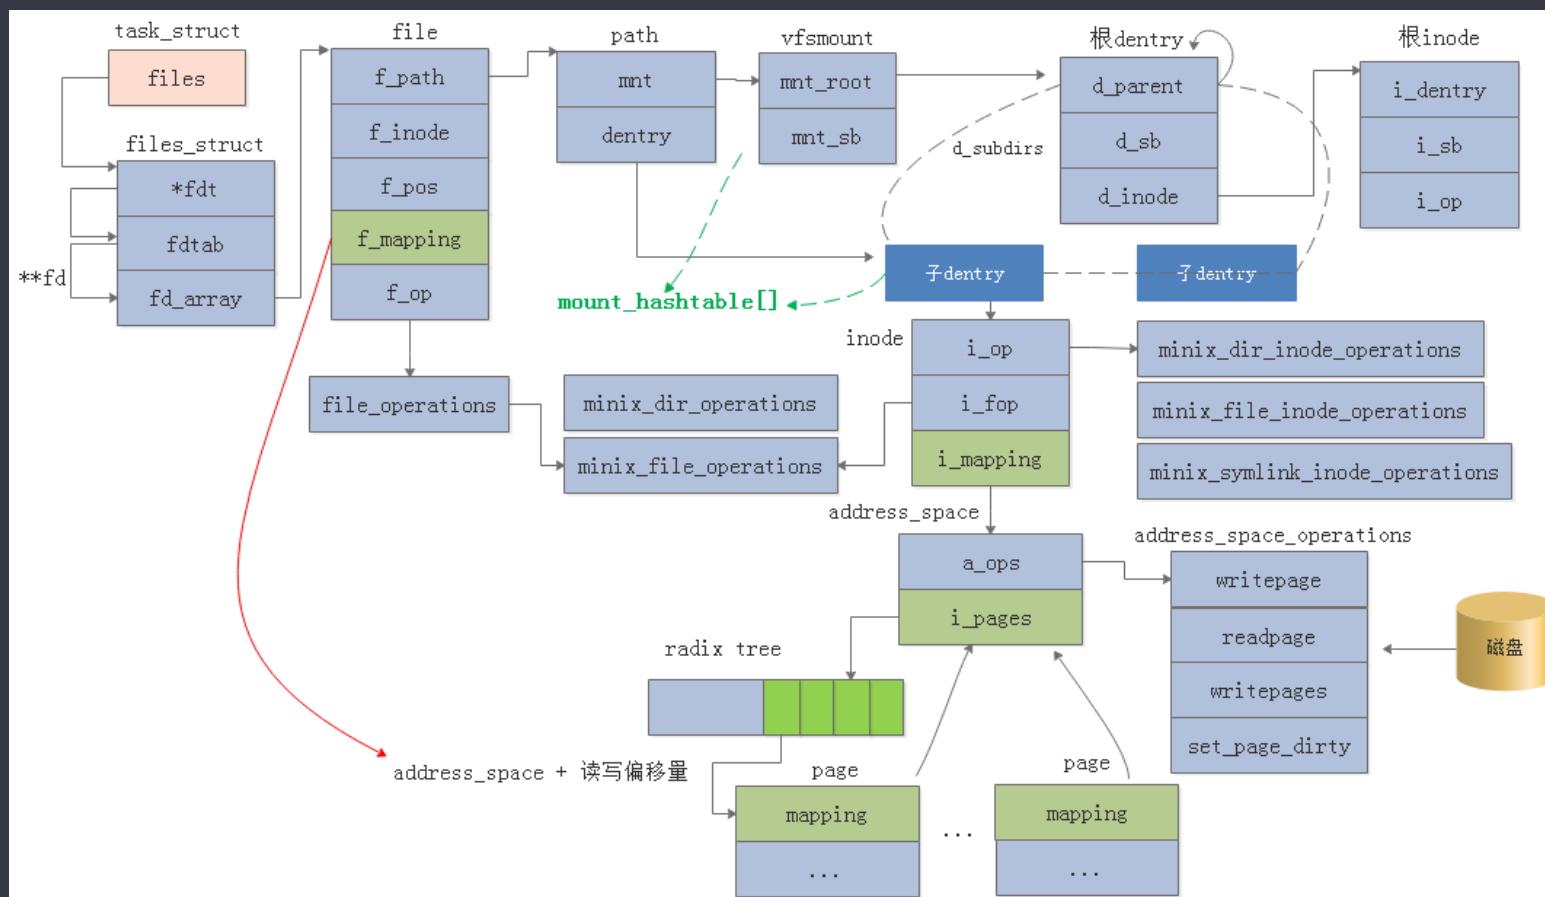 task_struct
files
files_struct
*fdt
fdtab
**fd
fd_array
file
f_path
f_inode
f_pos
f_mapping
f_op
file_operations
path
mnt
dentry
vfsmount
mnt_root
mnt_sb
mount_hashtable[]
根dentry
d_parent
d_sb
d_inode
d_subdirs
根inode
i_dentry
i_sb
i_op
子dentry
子dentry
inode
i_op
i_fop
i_mapping
minix_dir_operations
minix_file_operations
minix_dir_inode_operations
minix_file_inode_operations
minix_symlink_inode_operations
address_space
a_ops
i_pages
address_space_operations
writepage
readpage
writepages
set_page_dirty
磁盘
radix tree
address_space + 读写偏移量
page
mapping
...
...
page
mapping
...